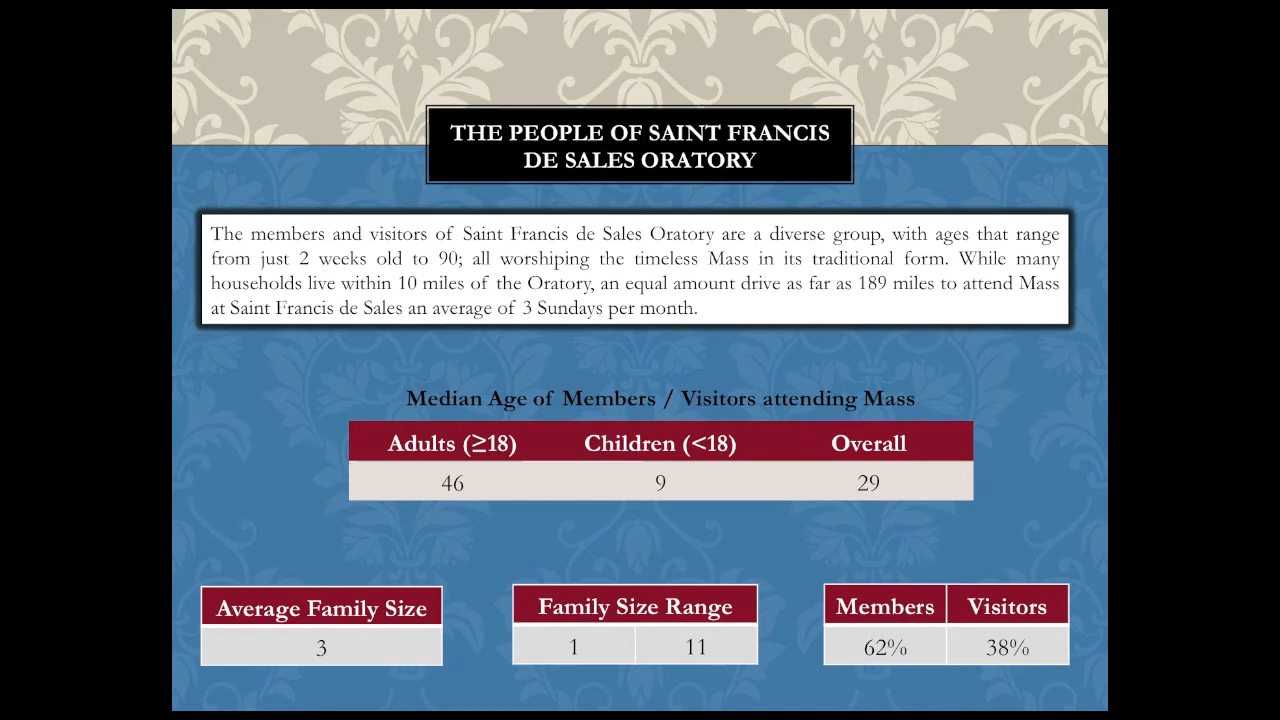 THE PEOPLE OF SAINT FRANCIS
DE SALES ORATORY
The members and visitors of Saint Francis de Sales Oratory are a diverse group, with ages that range
from just 2 weeks old to 90; all worshiping the timeless Mass in its traditional form. While many
households live within 10 miles of the Oratory, an equal amount drive as far as 189 miles to attend Mass
at Saint Francis de Sales an average of 3 Sundays per month.
Median Age of Members / Visitors attending Mass
Adults (≥18) Children (<18) Overall
46 9 29
Average Family Size
3
Family Size Range
1 11
Members Visitors
62% 38%